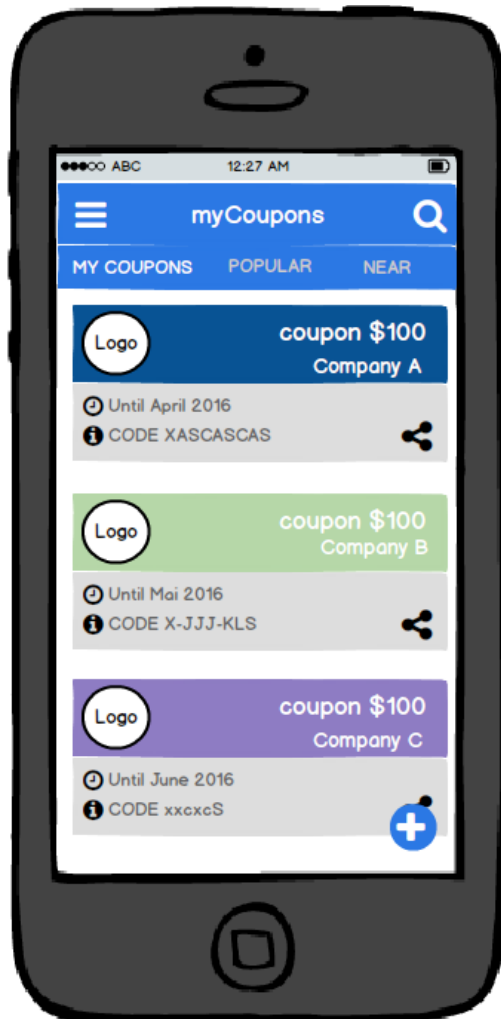 ABC 12:27 AM
myCoupons
MY COUPONS POPULAR NEAR
Logo
coupon $100
Company A
Until April 2016
CODE XASCASCAS
Logo
coupon $100
Company B
Until Mai 2016
CODE X-JJJ-KLS
Logo
coupon $100
Company C
Until June 2016
CODE xxcxcS